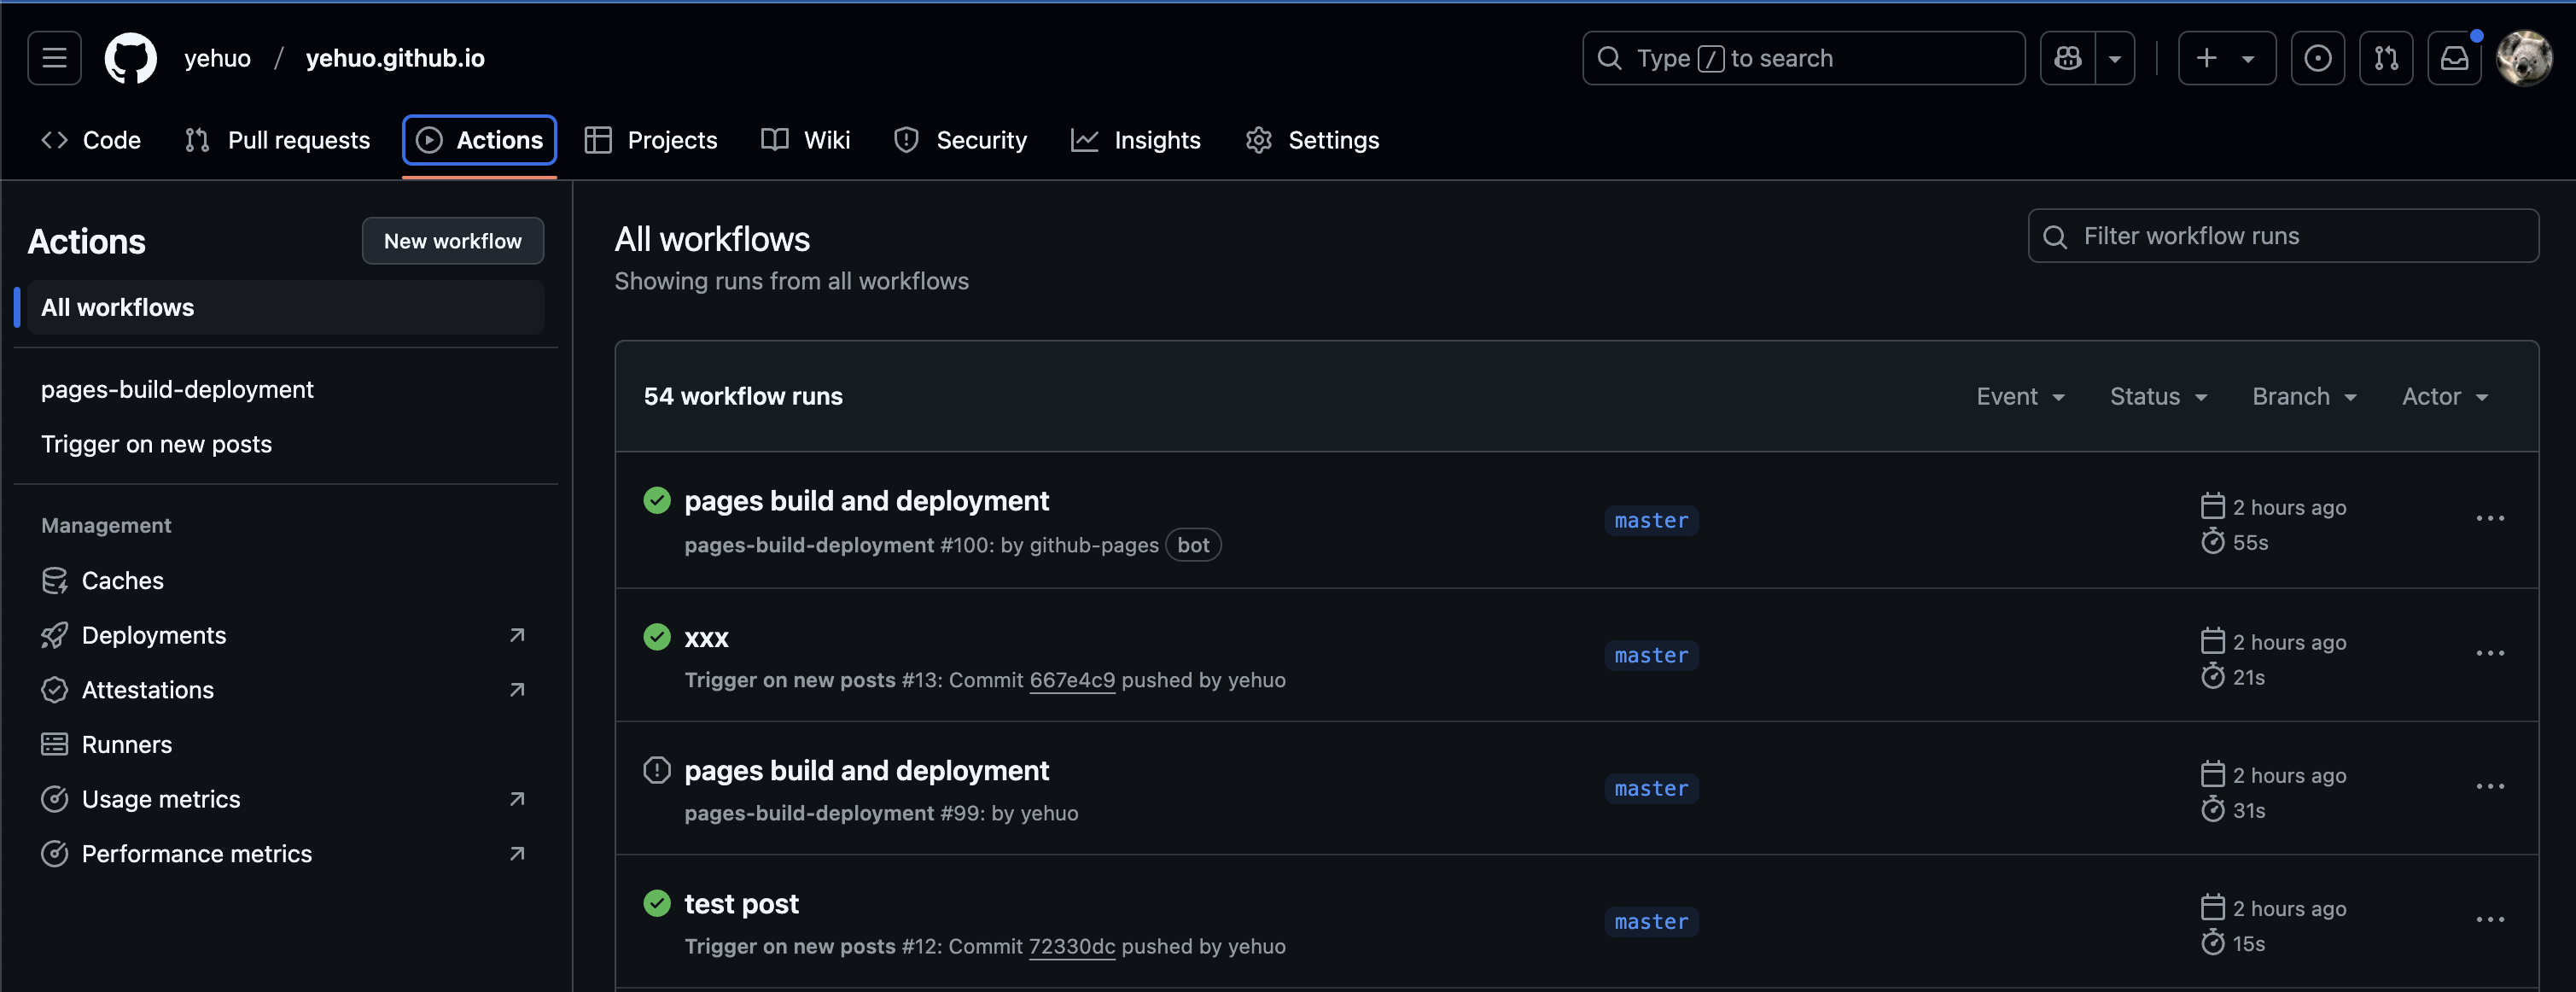 yehuo / yehuo.github.io
Type / to search
Code
Pull requests
Actions
Projects
Wiki
Security
Insights
Settings
Actions
New workflow
All workflows
pages-build-deployment
Trigger on new posts
Management
Caches
Deployments
Attestations
Runners
Usage metrics
Performance metrics
All workflows
Showing runs from all workflows
Filter workflow runs
54 workflow runs
Event
Status
Branch
Actor
pages build and deployment
pages-build-deployment #100: by github-pages bot
master
2 hours ago
55s
xxx
Trigger on new posts #13: Commit 667e4c9 pushed by yehuo
master
2 hours ago
21s
pages build and deployment
pages-build-deployment #99: by yehuo
master
2 hours ago
31s
test post
Trigger on new posts #12: Commit 72330dc pushed by yehuo
master
2 hours ago
15s